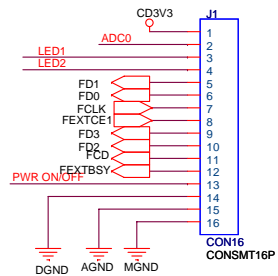 CD3V3
J1
1
ADC0
2
LED1
3
LED2
4
FD1
5
FD0
6
FCLK
7
FEXTCE1
8
FD3
9
FD2
10
FCD
11
FEXTBSY
12
PWR ON/OFF
13
14
15
16
CON16
CONSMT16P
DGND
AGND
MGND